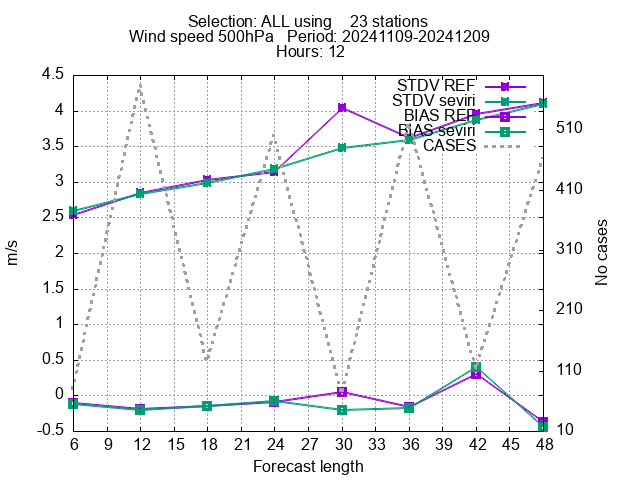 Selection: ALL using 23 stations
Wind speed 500hPa Period: 20241109-20241209
Hours: 12
STDV REF
STDV seviri
BIAS REF
BIAS seviri
CASES
4.5
4
3.5
3
2.5
2
1.5
1
0.5
0
-0.5
m/s
510
410
310
210
110
10
No cases
6 9 12 15 18 21 24 27 30 33 36 39 42 45 48
Forecast length